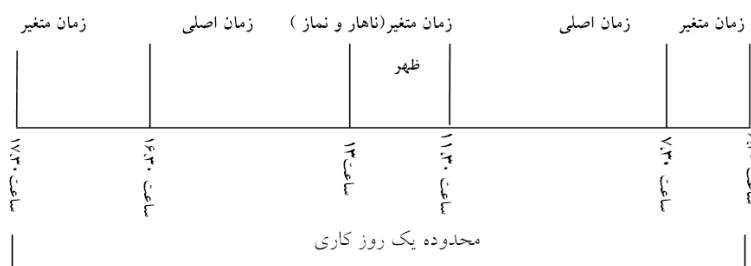 زمان متغیر
زمان اصلی
زمان متغیر(ناهار و نماز )
زمان اصلی
زمان متغیر
ظهر
ساعت ۷.۳۰
ساعت ۱۱.۳۰
ساعت ۱۳
ساعت ۱۶.۳۰
ساعت ۱۷.۳۰
محدوده یک روز کاری